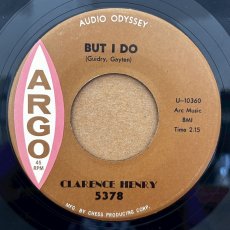 AUDIO ODYSSEY
BUT I DO
(Guidry, Gayten)
ARGO
45
RPM
U-10360
Arc Music
BMI
Time 2.15
CLARENCE HENRY
5378
MFG. BY CHESS PRODUCING CORP.